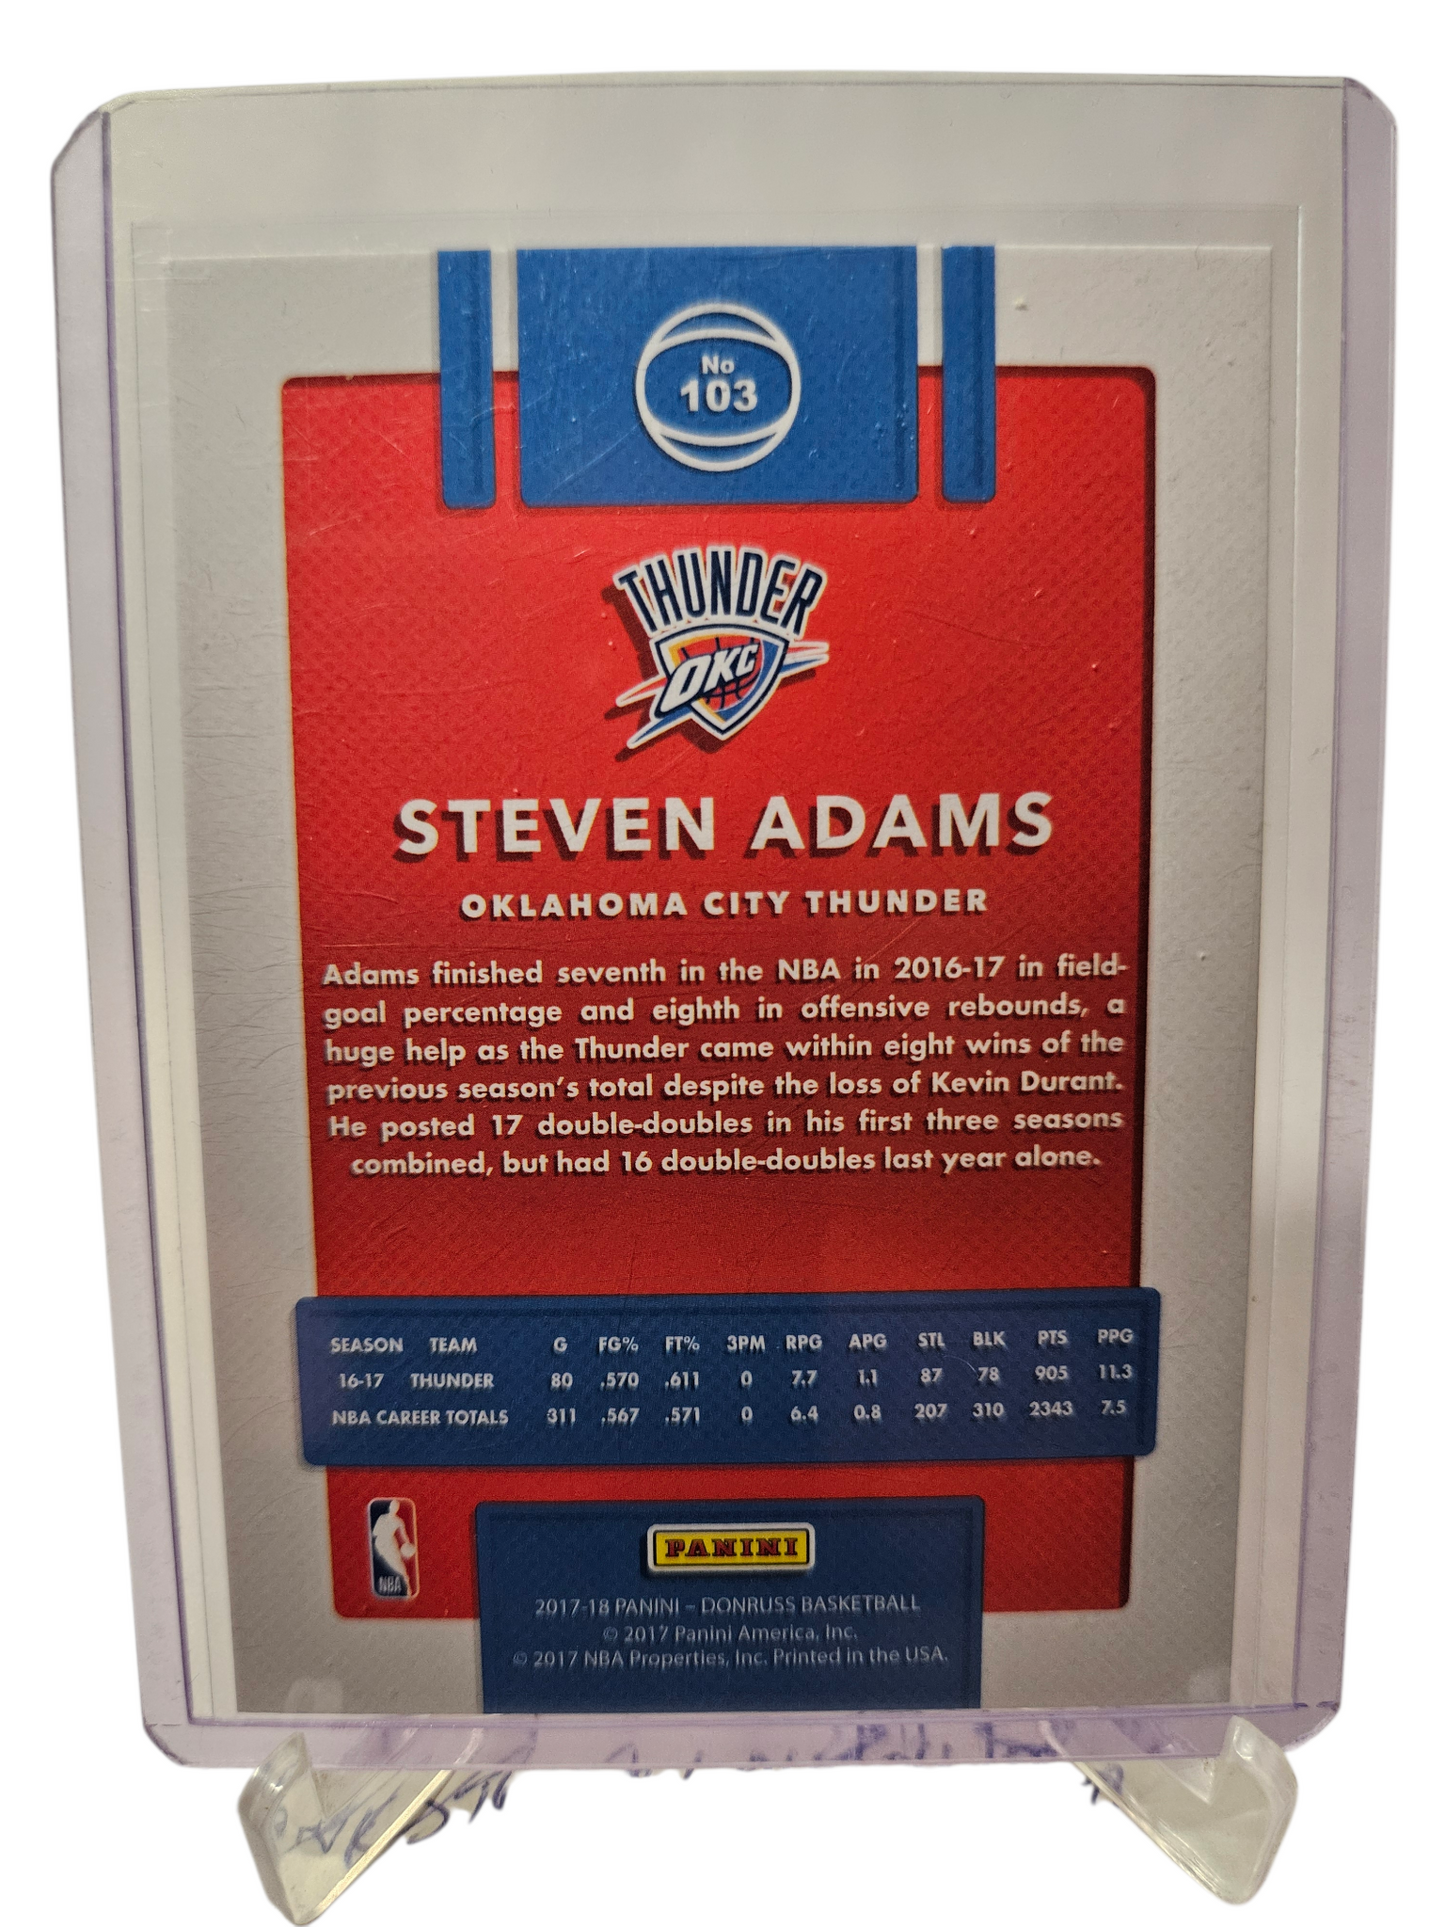 No
103
THUNDER
OKC
STEVEN ADAMS
OKLAHOMA CITY THUNDER
Adams finished seventh in the NBA in 2016-17 in field-
goal percentage and eighth in offensive rebounds, a
huge help as the Thunder came within eight wins of the
previous season's total despite the loss of Kevin Durant.
He posted 17 double-doubles in his first three seasons
combined, but had 16 double-doubles last year alone.
SEASON TEAM G FG% FT% 3PM RPG APG STL BLK PTS PPG
16-17 THUNDER 80 .570 .611 0 7.7 1.1 87 78 905 11.3
NBA CAREER TOTALS 311 .567 .571 0 6.4 0.8 207 310 2343 7.5
NBA
PANINI
2017-18 PANINI – DONRUSS BASKETBALL
© 2017 Panini America, Inc.
© 2017 NBA Properties, Inc. Printed in the USA.